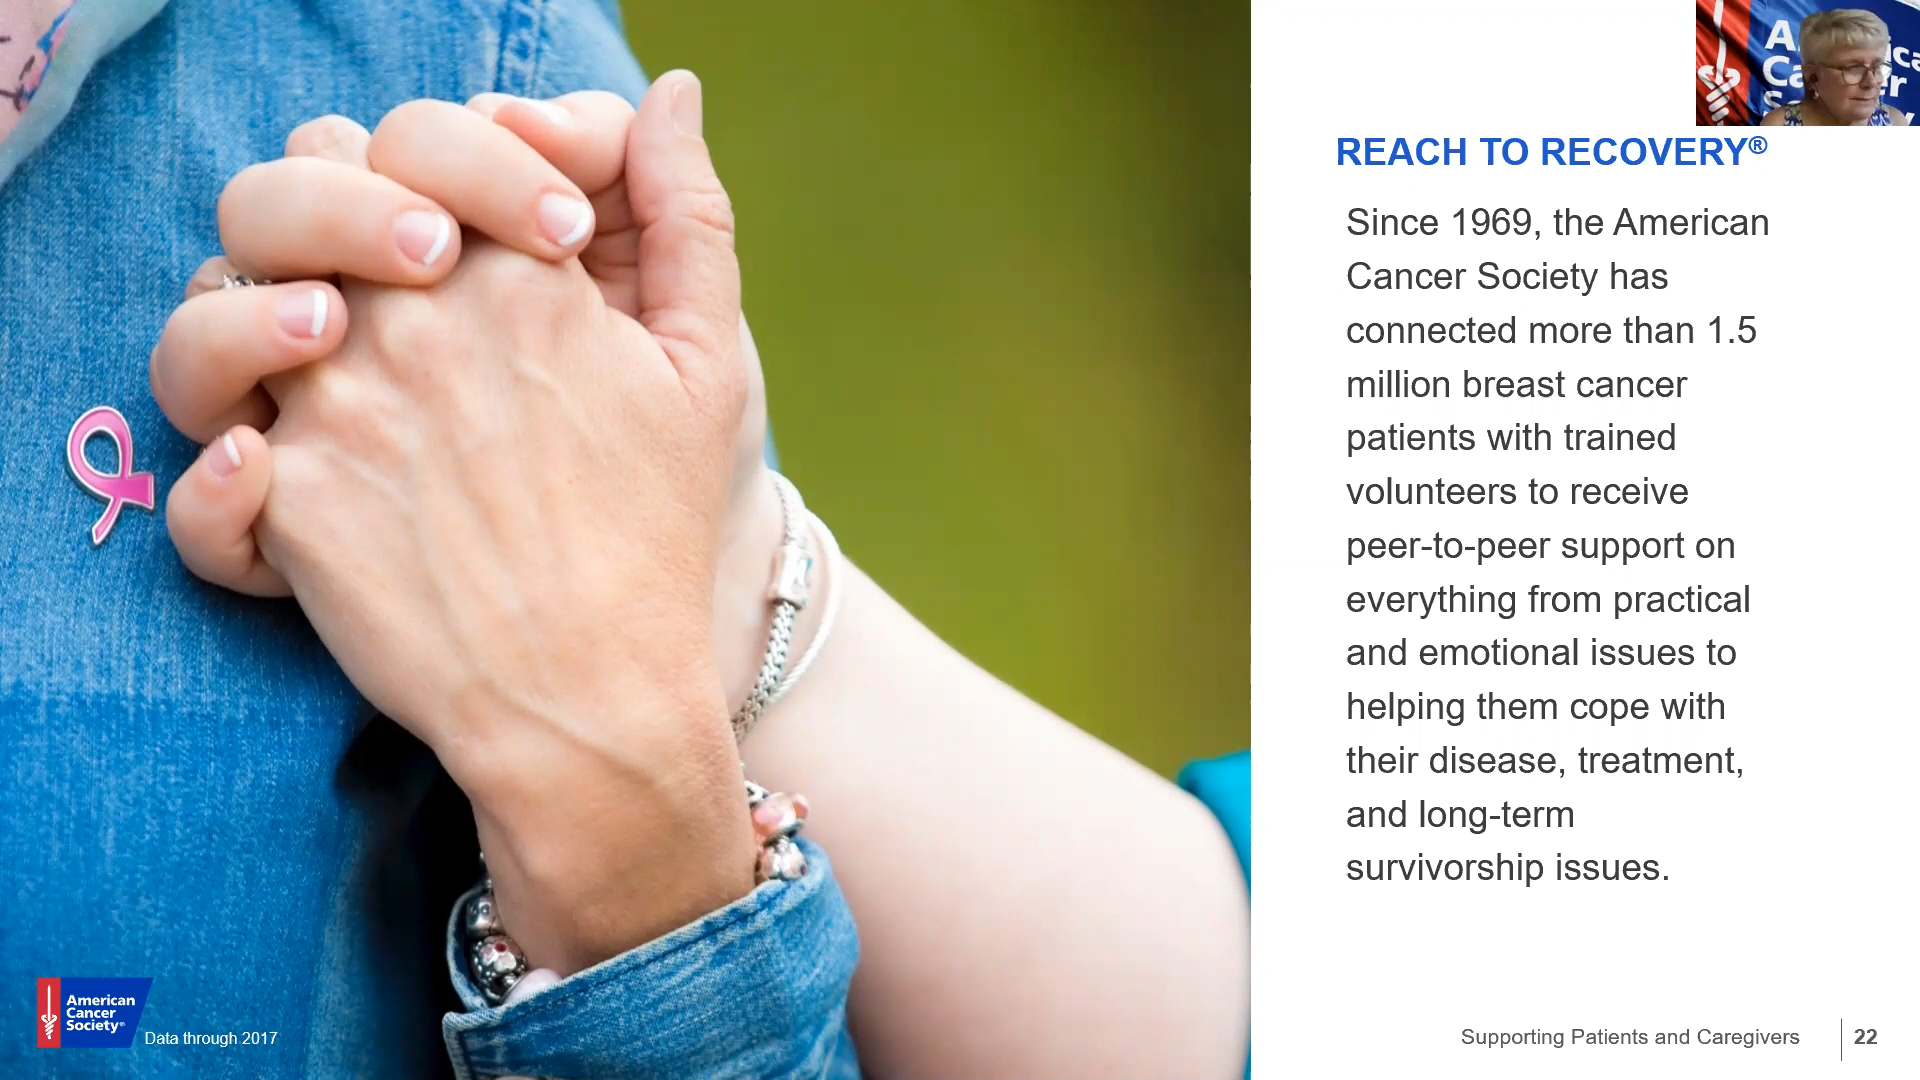 REACH TO RECOVERY®
Since 1969, the American
Cancer Society has
connected more than 1.5
million breast cancer
patients with trained
volunteers to receive
peer-to-peer support on
everything from practical
and emotional issues to
helping them cope with
their disease, treatment,
and long-term
survivorship issues.
American
Cancer
Society®
Data through 2017
Supporting Patients and Caregivers
22